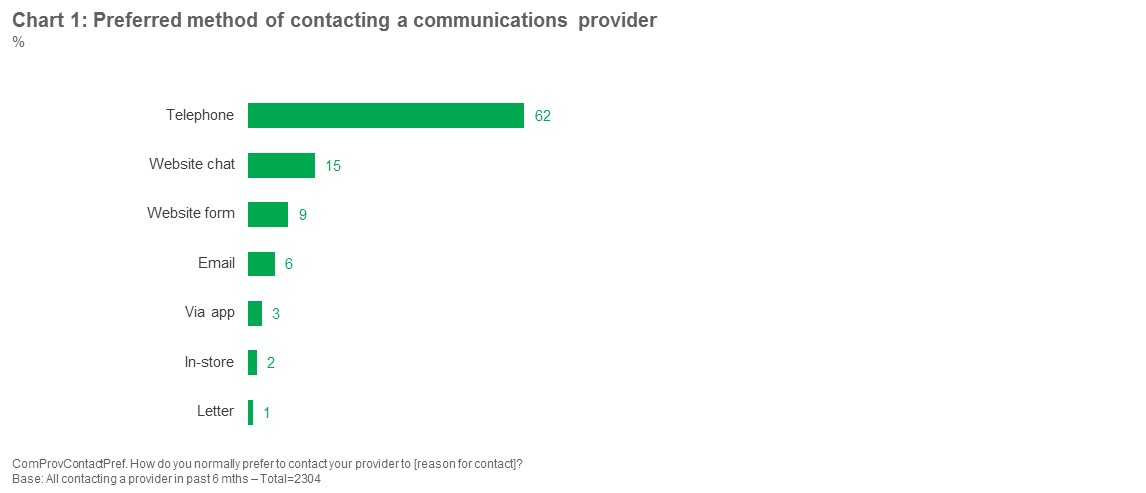 Chart 1: Preferred method of contacting a communications provider
%
Telephone 62
Website chat 15
Website form 9
Email 6
Via app 3
In-store 2
Letter 1
ComProvContactPref. How do you normally prefer to contact your provider to [reason for contact]?
Base: All contacting a provider in past 6 mths – Total=2304